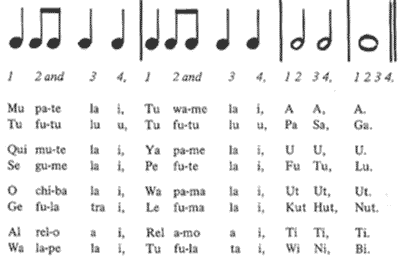 1 2 and 3 4, 1 2 and 3 4, 1 2 3 4, 1 2 3 4.
Mu pa-te la i, Tu wa-me la i, A A, A.
Tu fu-tu lu u, Tu fu-tu lu u, Pa Sa, Ga.
Qui mu-te la i, Ya pa-me la i, U U, U.
Se gu-me la i, Pe fu-te la i, Fu Tu, Lu.
O chi-ba la i, Wa pa-ma la i, Ut Ut, Ut.
Ge fu-la tra i, Le fu-ma la i, Kut Hut, Nut.
Al rel-o a i, Rel a-mo a i, Ti Ti, Ti.
Wa la-pe la i, Tu fu-la ta i, Wi Ni, Bi.